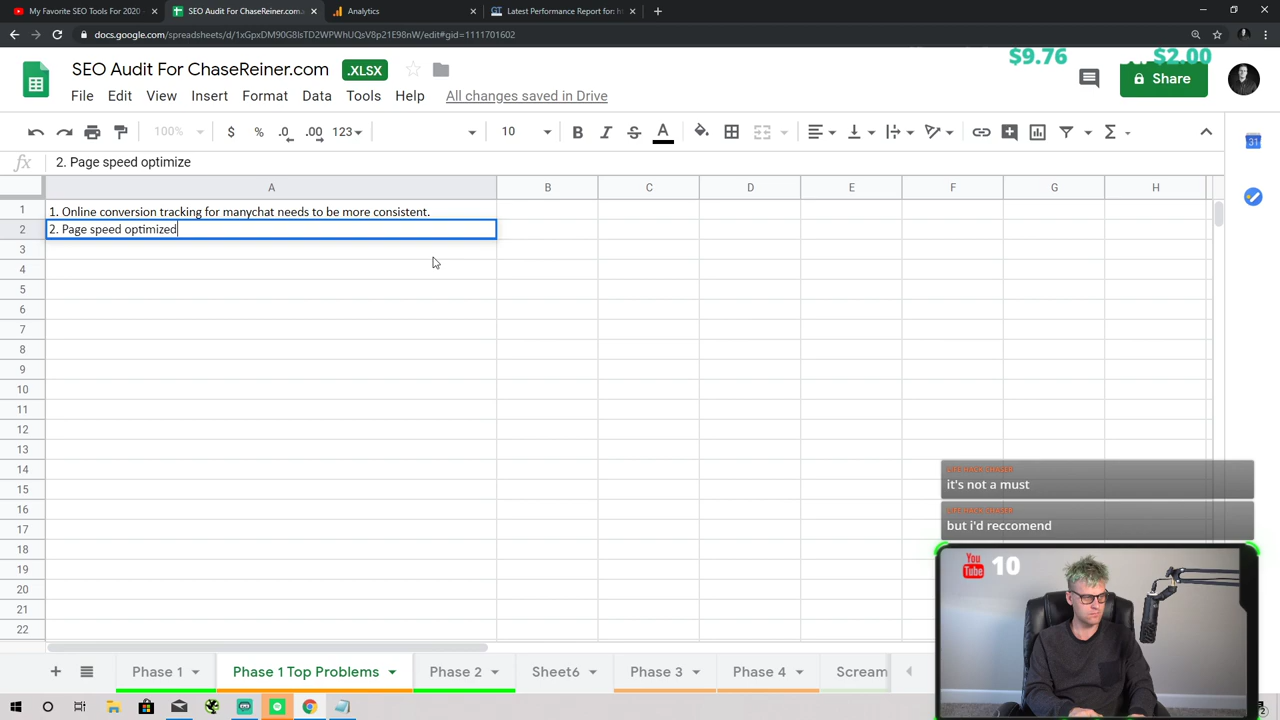 My Favorite SEO Tools For 2020 -
SEO Audit For ChaseReiner.com
Analytics
Latest Performance Report for: h
docs.google.com/spreadsheets/d/1xGpxDM90G8lsTD2WPWhUQsV8p21E98nW/edit#gid=1111701602
SEO Audit For ChaseReiner.com
.XLSX
$9.76
$2.00
Share
File Edit View Insert Format Data Tools Help
All changes saved in Drive
100%
$ % .0 .00 123
10
fx 2. Page speed optimize
A B C D E F G H
1 1. Online conversion tracking for manychat needs to be more consistent.
2 2. Page speed optimized
3
4
5
6
7
8
9
10
11
12
13
14
15
16
17
18
19
20
21
22
it's not a must
but i'd reccomend
You Tube 10
Phase 1
Phase 1 Top Problems
Phase 2
Sheet6
Phase 3
Phase 4
Scream